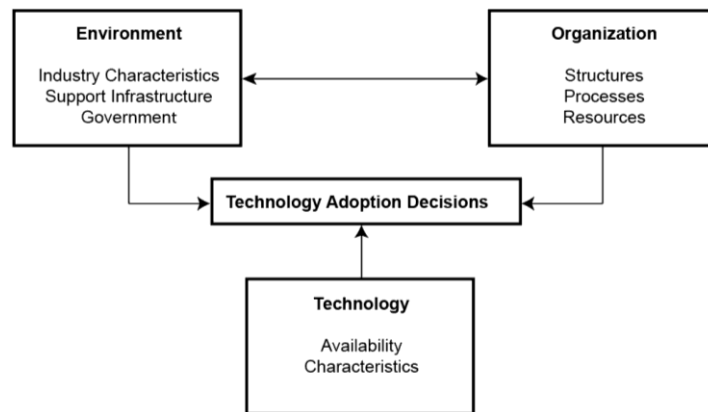 Environment
Industry Characteristics
Support Infrastructure
Government
Organization
Structures
Processes
Resources
Technology Adoption Decisions
Technology
Availability
Characteristics